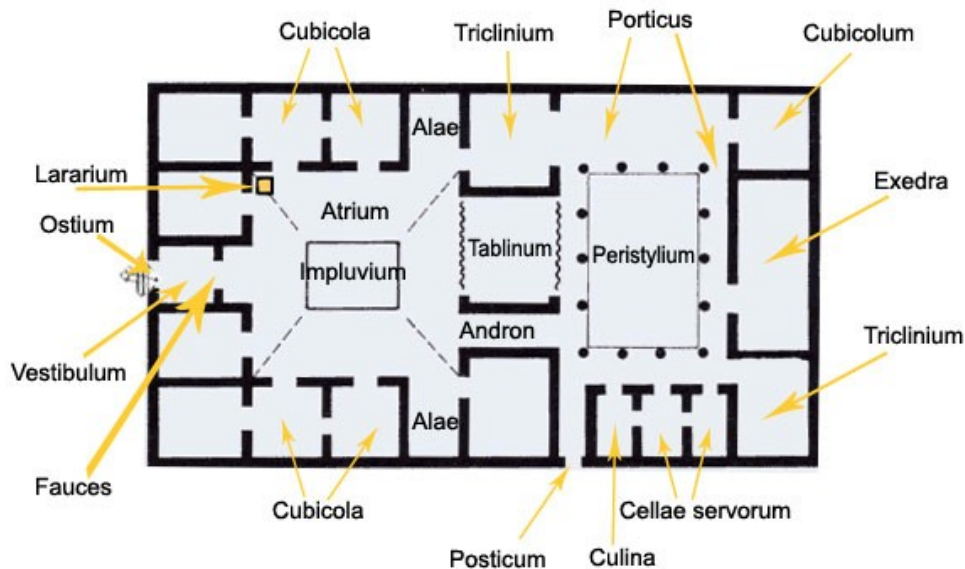 Cubicola
Triclinium
Porticus
Cubicolum
Alae
Lararium
Exedra
Atrium
Ostium
Tablinum
Peristylium
Impluvium
Andron
Triclinium
Vestibulum
Alae
Fauces
Cubicola
Cellae servorum
Posticum
Culina